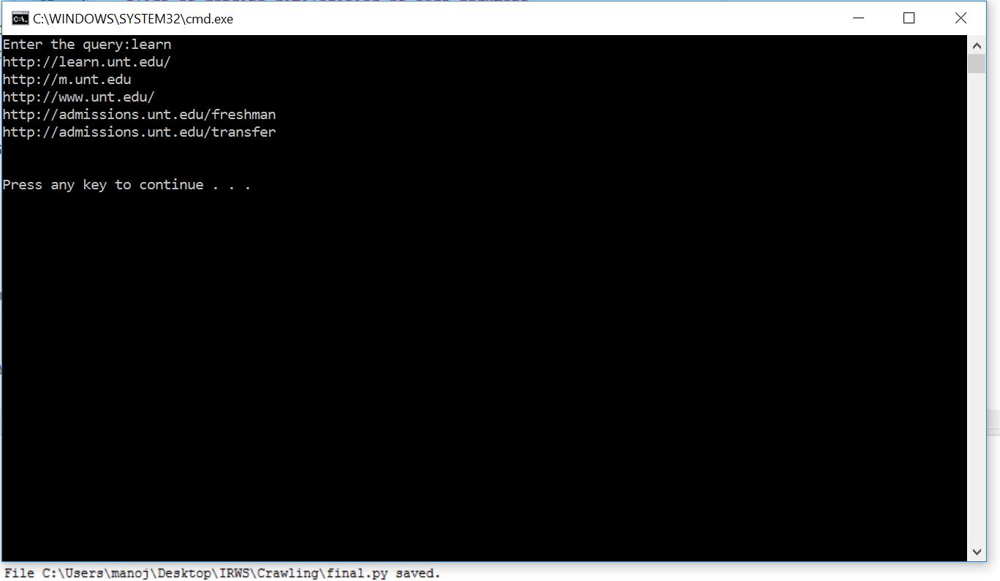 C:\WINDOWS\SYSTEM32\cmd.exe
Enter the query:learn
http://learn.unt.edu/
http://m.unt.edu
http://www.unt.edu/
http://admissions.unt.edu/freshman
http://admissions.unt.edu/transfer
Press any key to continue . . .
File C:\Users\manoj\Desktop\IRWS\Crawling\final.py saved.